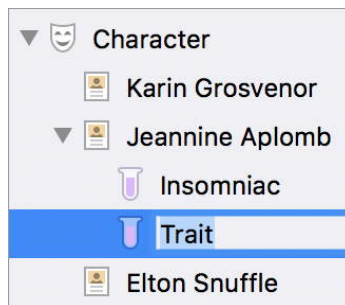 Character
Karin Grosvenor
Jeannine Aplomb
Insomniac
Trait
Elton Snuffle